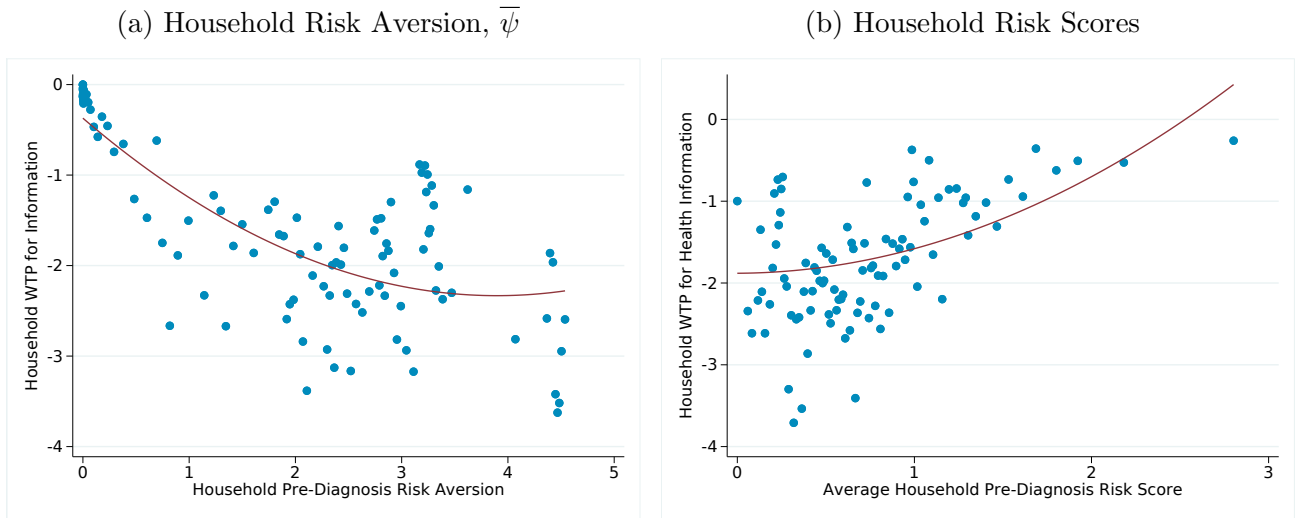 (a) Household Risk Aversion, $\overline{\psi}$
Household WTP for Information
0
-1
-2
-3
-4
0 1 2 3 4 5
Household Pre-Diagnosis Risk Aversion
(b) Household Risk Scores
Household WTP for Health Information
0
-1
-2
-3
-4
0 1 2 3
Average Household Pre-Diagnosis Risk Score